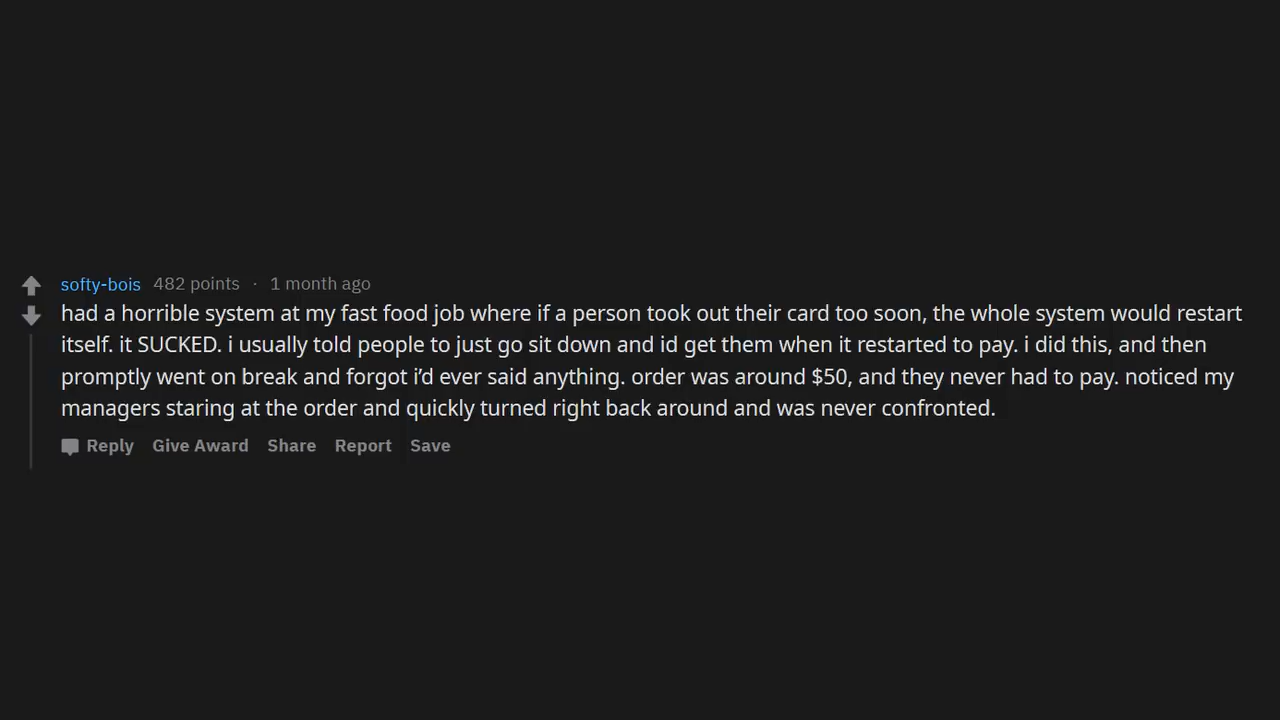 softy-bois 482 points · 1 month ago
had a horrible system at my fast food job where if a person took out their card too soon, the whole system would restart
itself. it SUCKED. i usually told people to just go sit down and id get them when it restarted to pay. i did this, and then
promptly went on break and forgot i’d ever said anything. order was around $50, and they never had to pay. noticed my
managers staring at the order and quickly turned right back around and was never confronted.
Reply Give Award Share Report Save